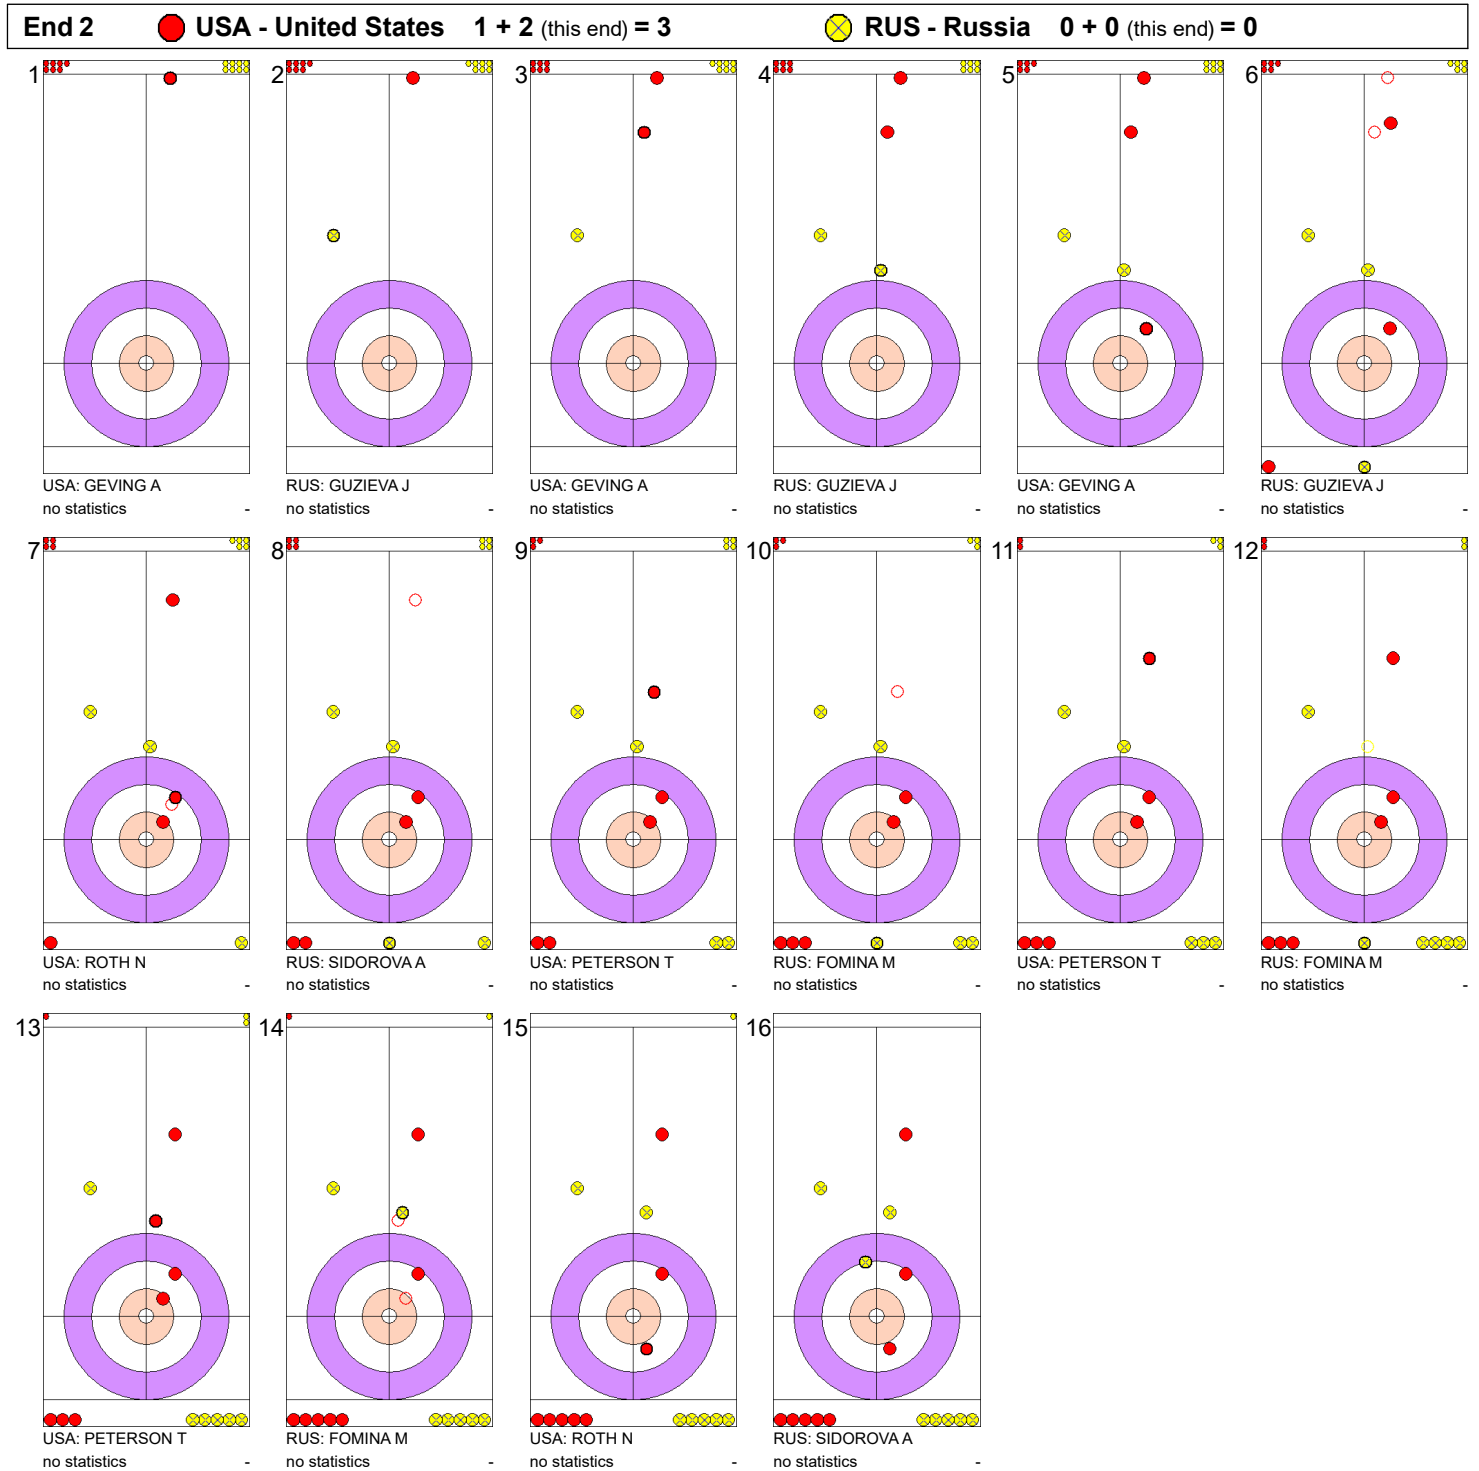 End 2 USA - United States 1 + 2 (this end) = 3 RUS - Russia 0 + 0 (this end) = 0
1 2 3 4 5 6
USA: GEVING A RUS: GUZIEVA J USA: GEVING A RUS: GUZIEVA J USA: GEVING A RUS: GUZIEVA J
no statistics - no statistics - no statistics - no statistics - no statistics - no statistics -
7 8 9 10 11 12
USA: ROTH N RUS: SIDOROVA A USA: PETERSON T RUS: FOMINA M USA: PETERSON T RUS: FOMINA M
no statistics - no statistics - no statistics - no statistics - no statistics - no statistics -
13 14 15 16
USA: PETERSON T RUS: FOMINA M USA: ROTH N RUS: SIDOROVA A
no statistics - no statistics - no statistics - no statistics -